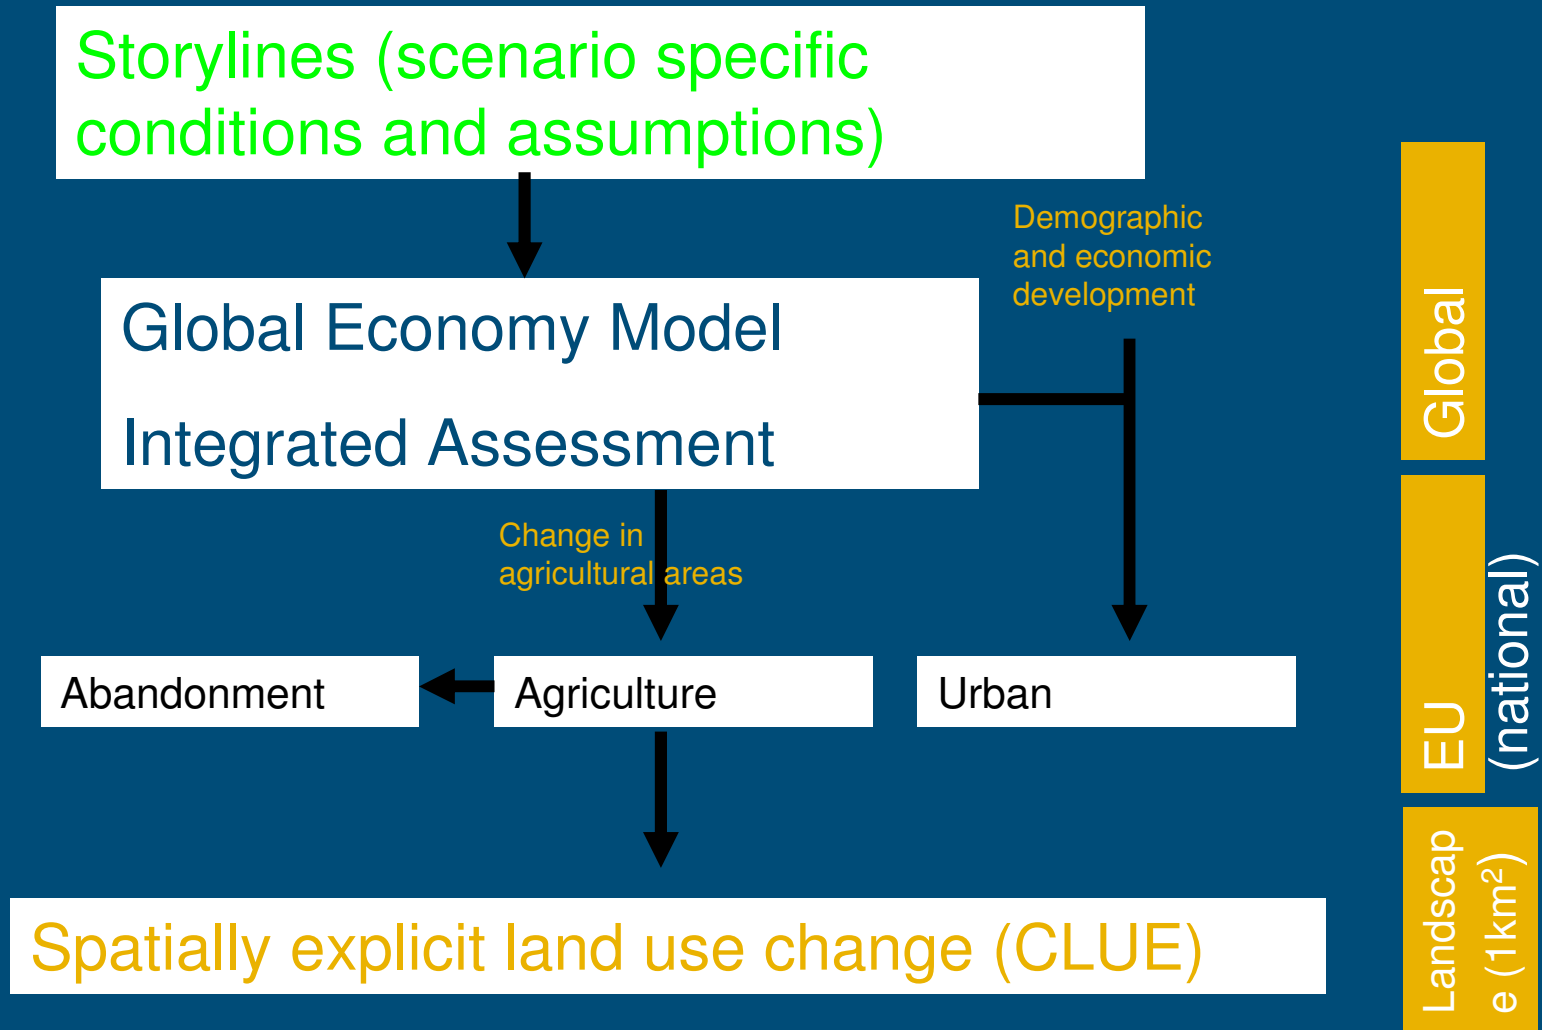 Storylines (scenario specific
conditions and assumptions)
Demographic
and economic
development
Global Economy Model
Integrated Assessment
Change in
agricultural areas
Abandonment
Agriculture
Urban
Spatially explicit land use change (CLUE)
Global
EU
(national)
Landscap
e (1km²)